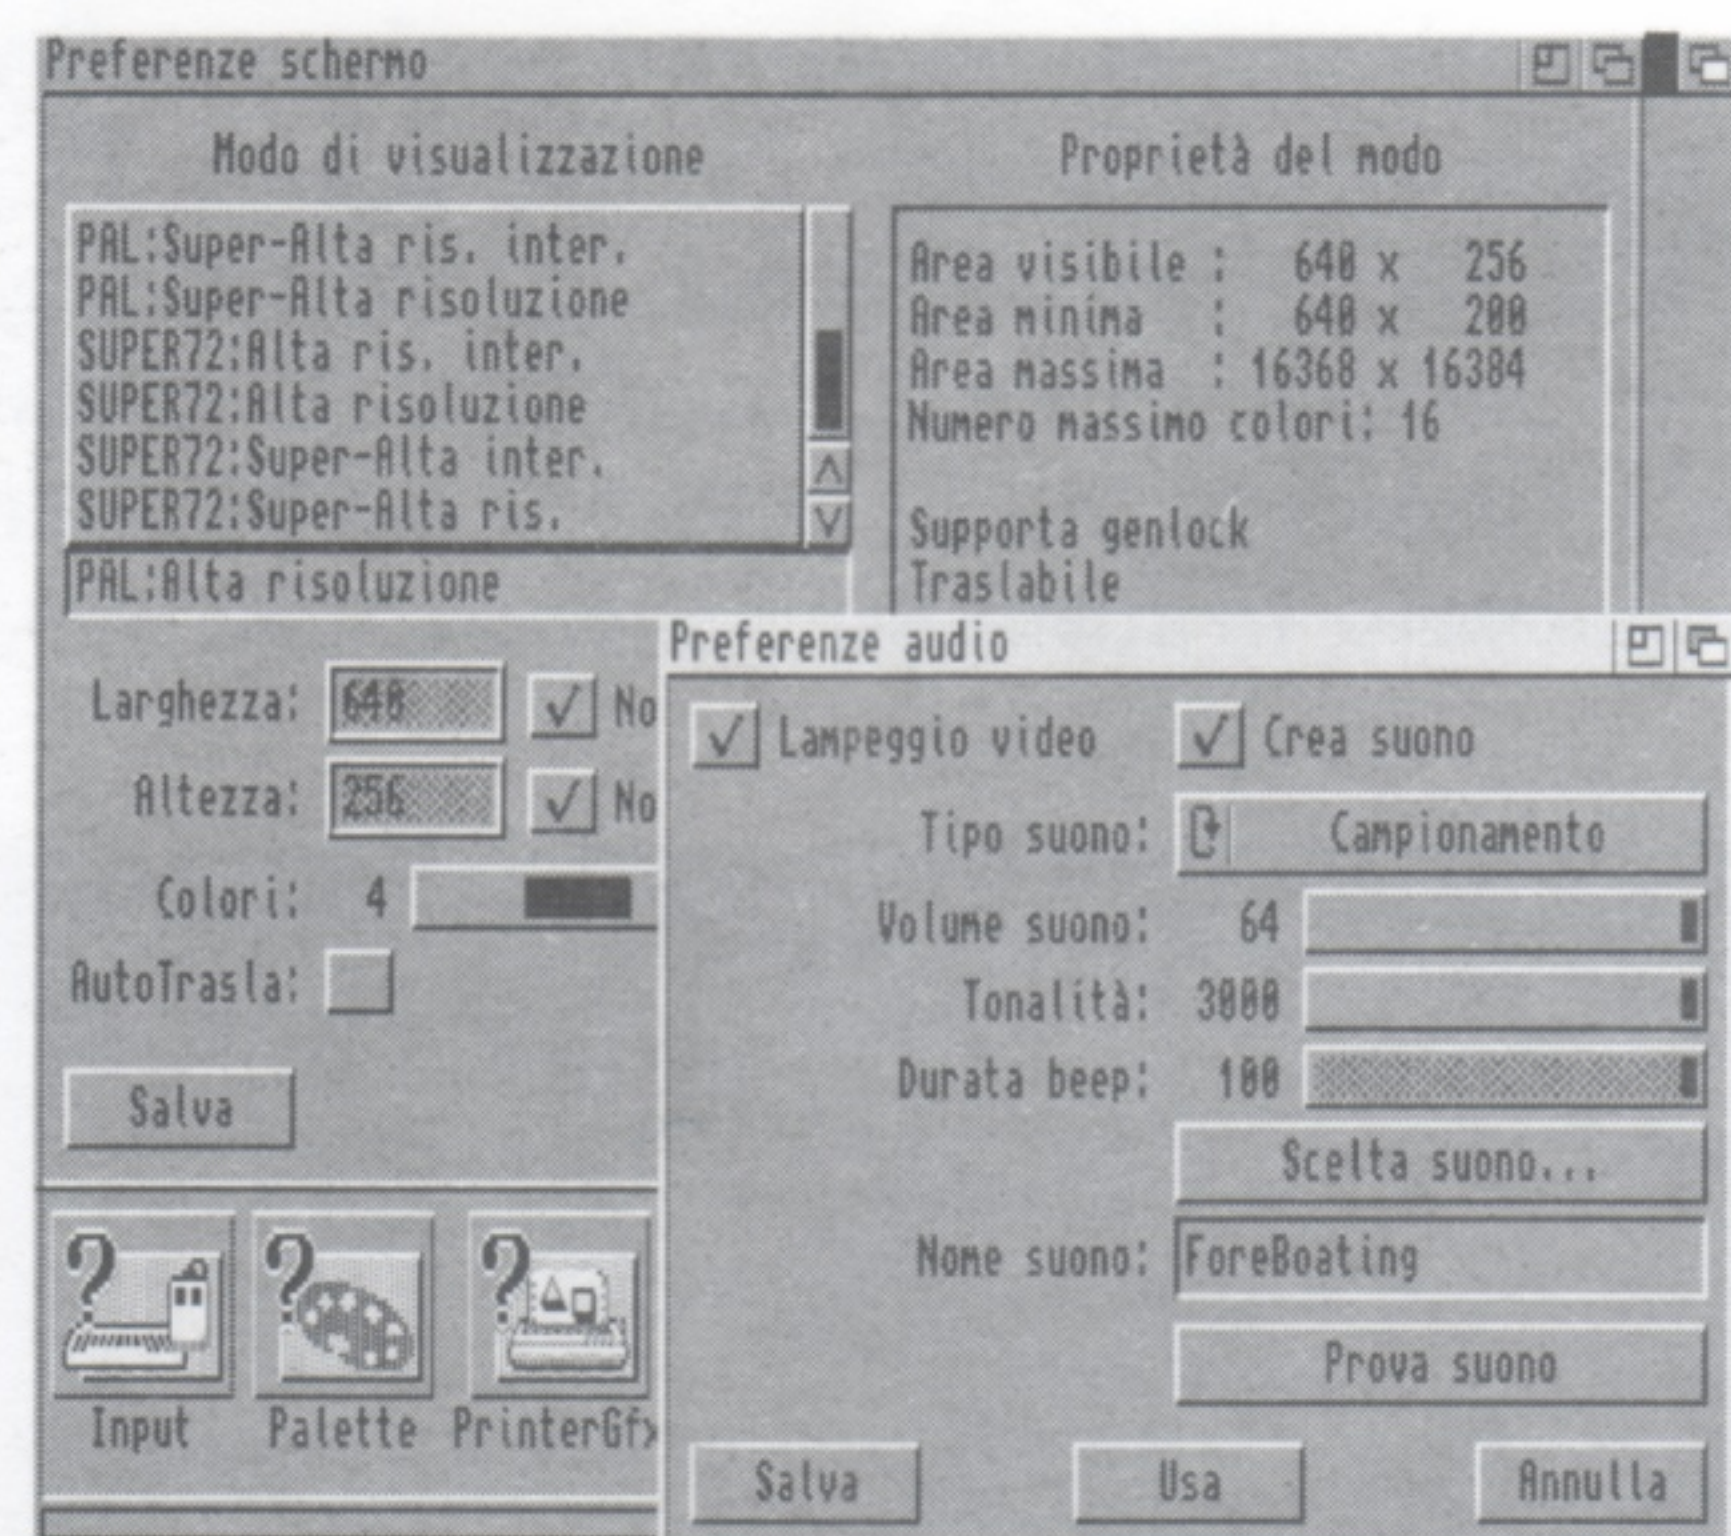 Preferenze schermo
Modo di visualizzazione
PAL:Super-Alta ris. inter.
PAL:Super-Alta risoluzione
SUPER72:Alta ris. inter.
SUPER72:Alta risoluzione
SUPER72:Super-Alta inter.
SUPER72:Super-Alta ris.
PAL:Alta risoluzione
Proprietà del modo
Area visibile : 640 x 256
Area minima : 640 x 200
Area massima : 16368 x 16384
Numero massimo colori: 16
Supporta genlock
Traslabile
Larghezza: 640 No
Altezza: 256 No
Colori: 4
AutoTrasla:
Salva
Input
Palette
PrinterGfx
Preferenze audio
Lampeggio video
Crea suono
Tipo suono: Campionamento
Volume suono: 64
Tonalità: 3000
Durata beep: 100
Scelta suono...
Nome suono: ForeBoating
Prova suono
Salva
Usa
Annulla